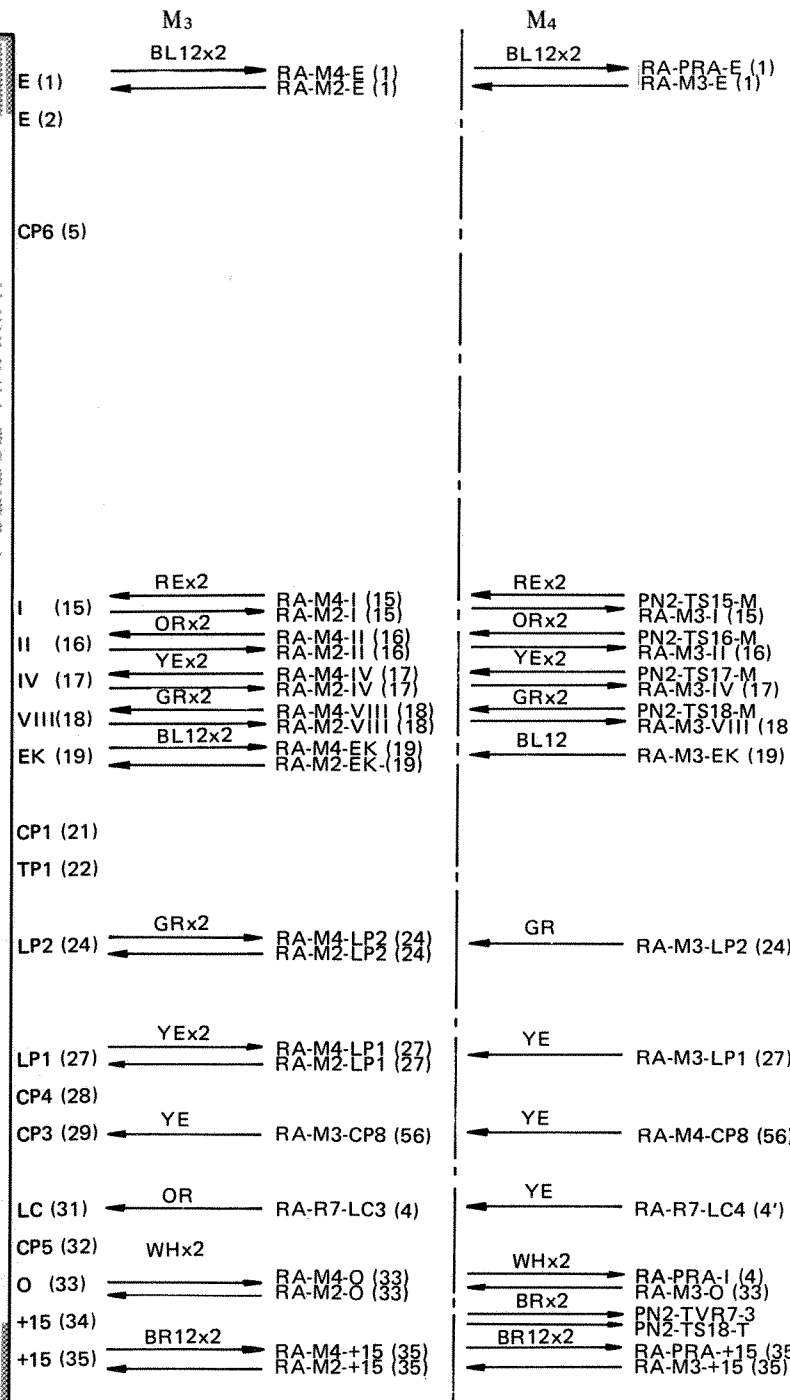 M3 M4
BL12x2 BL12x2
RA-M4-E (1) RA-PRA-E (1)
E (1) RA-M2-E (1) RA-M3-E (1)
E (2)
CP6 (5)
REx2 REx2
RA-M4-I (15) PN2-TS15-M
I (15) RA-M2-I (15) RA-M3-I (15)
ORx2 ORx2
RA-M4-II (16) PN2-TS16-M
II (16) RA-M2-II (16) RA-M3-II (16)
YEx2 YEx2
RA-M4-IV (17) PN2-TS17-M
IV (17) RA-M2-IV (17) RA-M3-IV (17)
GRx2 GRx2
RA-M4-VIII (18) PN2-TS18-M
VIII(18) RA-M2-VIII (18) RA-M3-VIII (18
BL12x2 BL12
RA-M4-EK (19)
EK (19) RA-M2-EK-(19) RA-M3-EK (19)
CP1 (21)
TP1 (22)
GRx2 GR
RA-M4-LP2 (24)
LP2 (24) RA-M2-LP2 (24) RA-M3-LP2 (24)
YEx2 YE
RA-M4-LP1 (27)
LP1 (27) RA-M2-LP1 (27) RA-M3-LP1 (27)
CP4 (28)
YE YE
CP3 (29) RA-M3-CP8 (56) RA-M4-CP8 (56)
OR YE
LC (31) RA-R7-LC3 (4) RA-R7-LC4 (4')
CP5 (32) WHx2
WHx2
RA-M4-O (33) RA-PRA-I (4)
O (33) RA-M2-O (33) RA-M3-O (33)
BRx2 PN2-TVR7-3
+15 (34) PN2-TS18-T
BR12x2 BR12x2
RA-M4-+15 (35) RA-PRA-+15 (35
+15 (35) RA-M2-+15 (35) RA-M3-+15 (35)